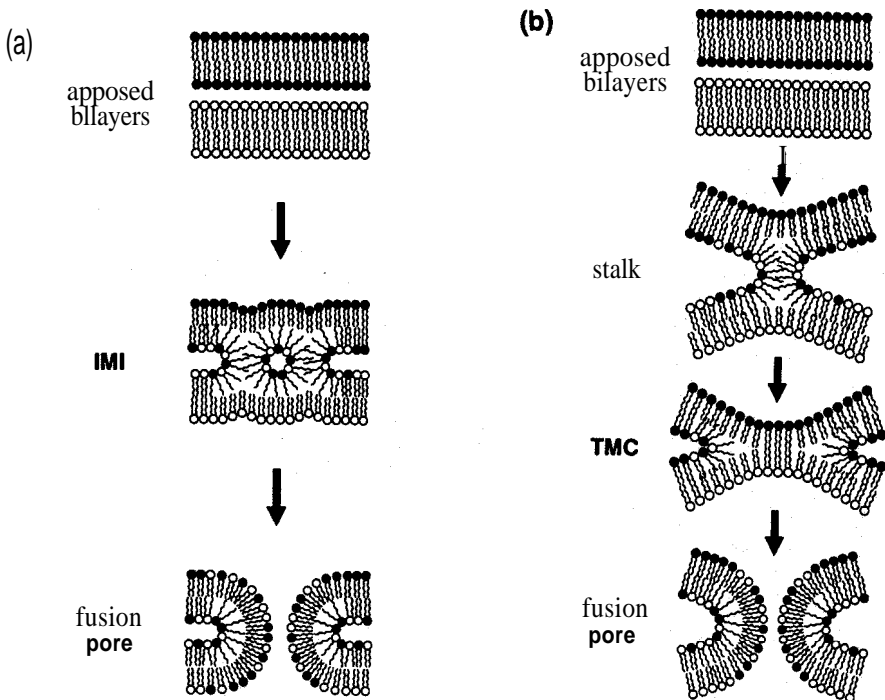 (a)
apposed
bllayers
IMI
fusion
pore
(b)
apposed
bilayers
stalk
TMC
fusion
pore